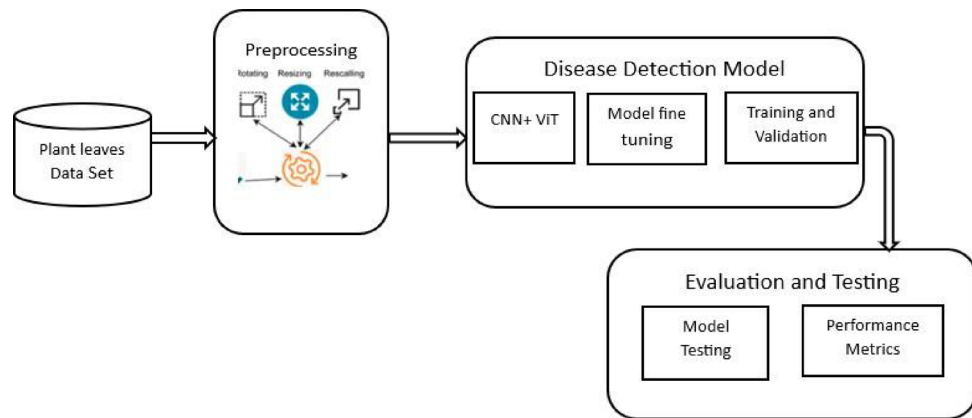 Preprocessing
Rotating Resizing Rescalling
Plant leaves
Data Set
Disease Detection Model
CNN+ ViT
Model fine
tuning
Training and
Validation
Evaluation and Testing
Model
Testing
Performance
Metrics